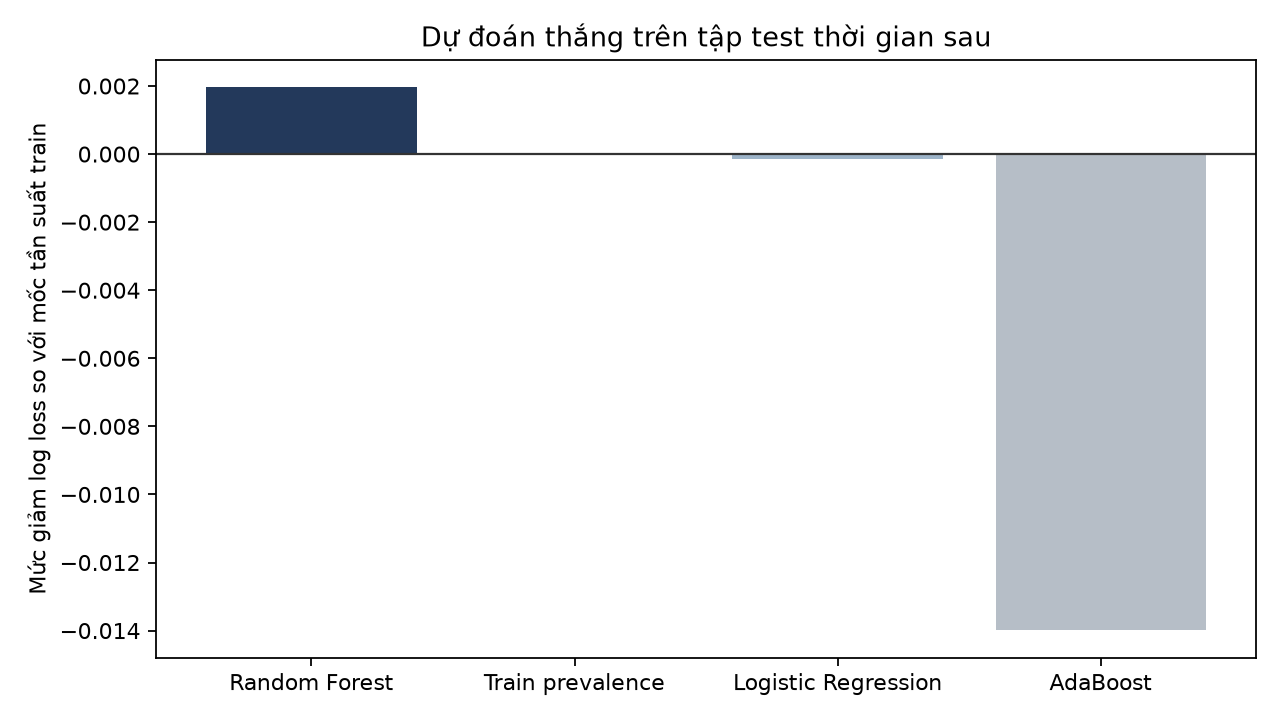 Dự đoán thắng trên tập test thời gian sau
Mức giảm log loss so với mốc tần suất train
0.002
0.000
−0.002
−0.004
−0.006
−0.008
−0.010
−0.012
−0.014
Random Forest
Train prevalence
Logistic Regression
AdaBoost